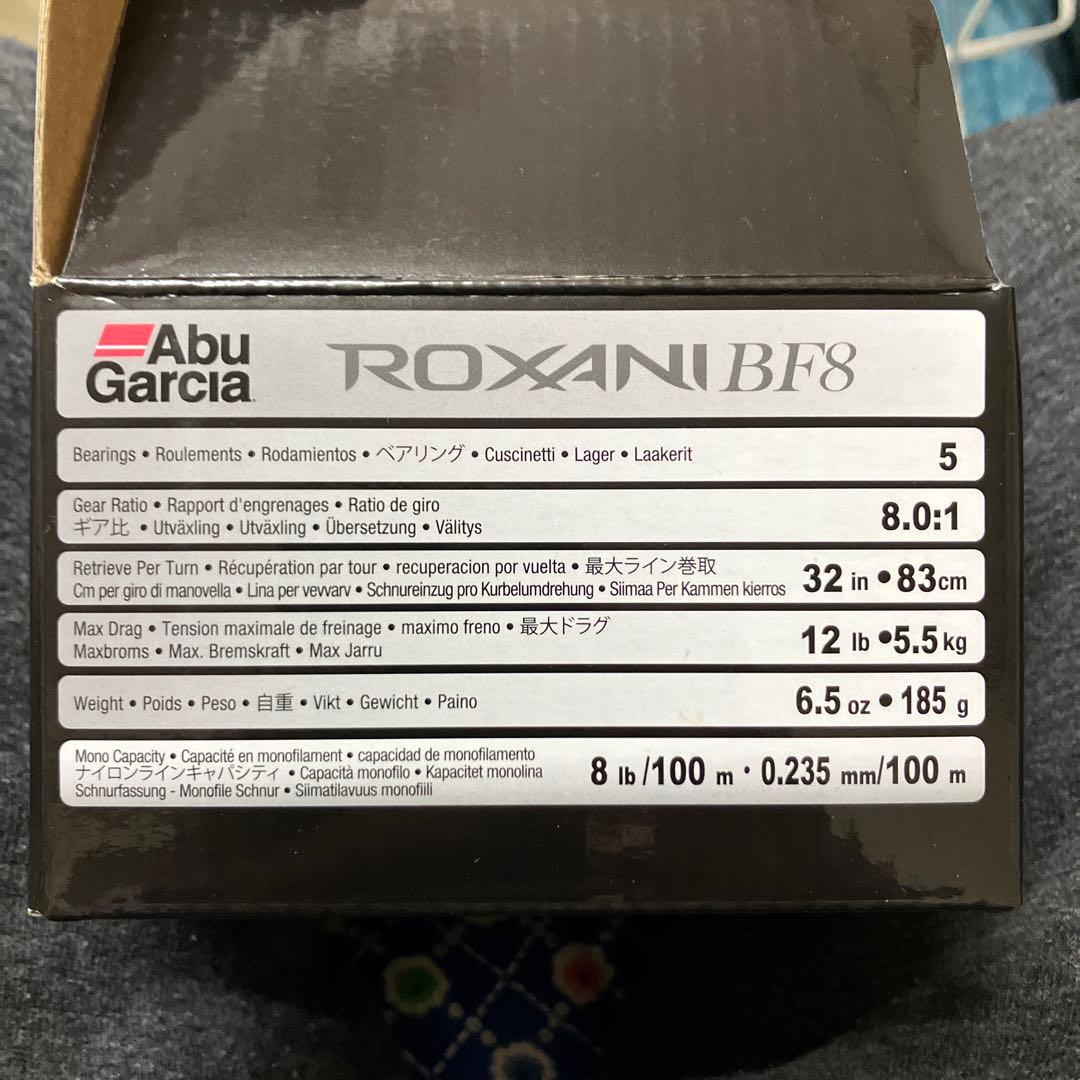 Abu
Garcia
ROXANI BF8
Bearings • Roulements • Rodamientos • ベアリング • Cuscinetti • Lager • Laakerit 5
Gear Ratio • Rapport d'engrenages • Ratio de giro
ギア比 • Utväxling • Utväxling • Übersetzung • Välitys 8.0:1
Retrieve Per Turn • Récupération par tour • recuperacion por vuelta • 最大ライン巻取
Cm per giro di manovella • Lina per vevvarv • Schnureinzug pro Kurbelumdrehung • Siimaa Per Kammen kierros 32 in • 83cm
Max Drag • Tension maximale de freinage • maximo freno • 最大ドラグ
Maxbroms • Max. Bremskraft • Max Jarru 12 lb • 5.5 kg
Weight • Poids • Peso • 自重 • Vikt • Gewicht • Paino 6.5 oz • 185 g
Mono Capacity • Capacité en monofilament • capacidad de monofilamento
ナイロンラインキャパシティ • Capacità monofilo • Kapacitet monolina 8 lb/100 m · 0.235 mm/100 m
Schnurfassung - Monofile Schnur • Siimatilavuus monofiili